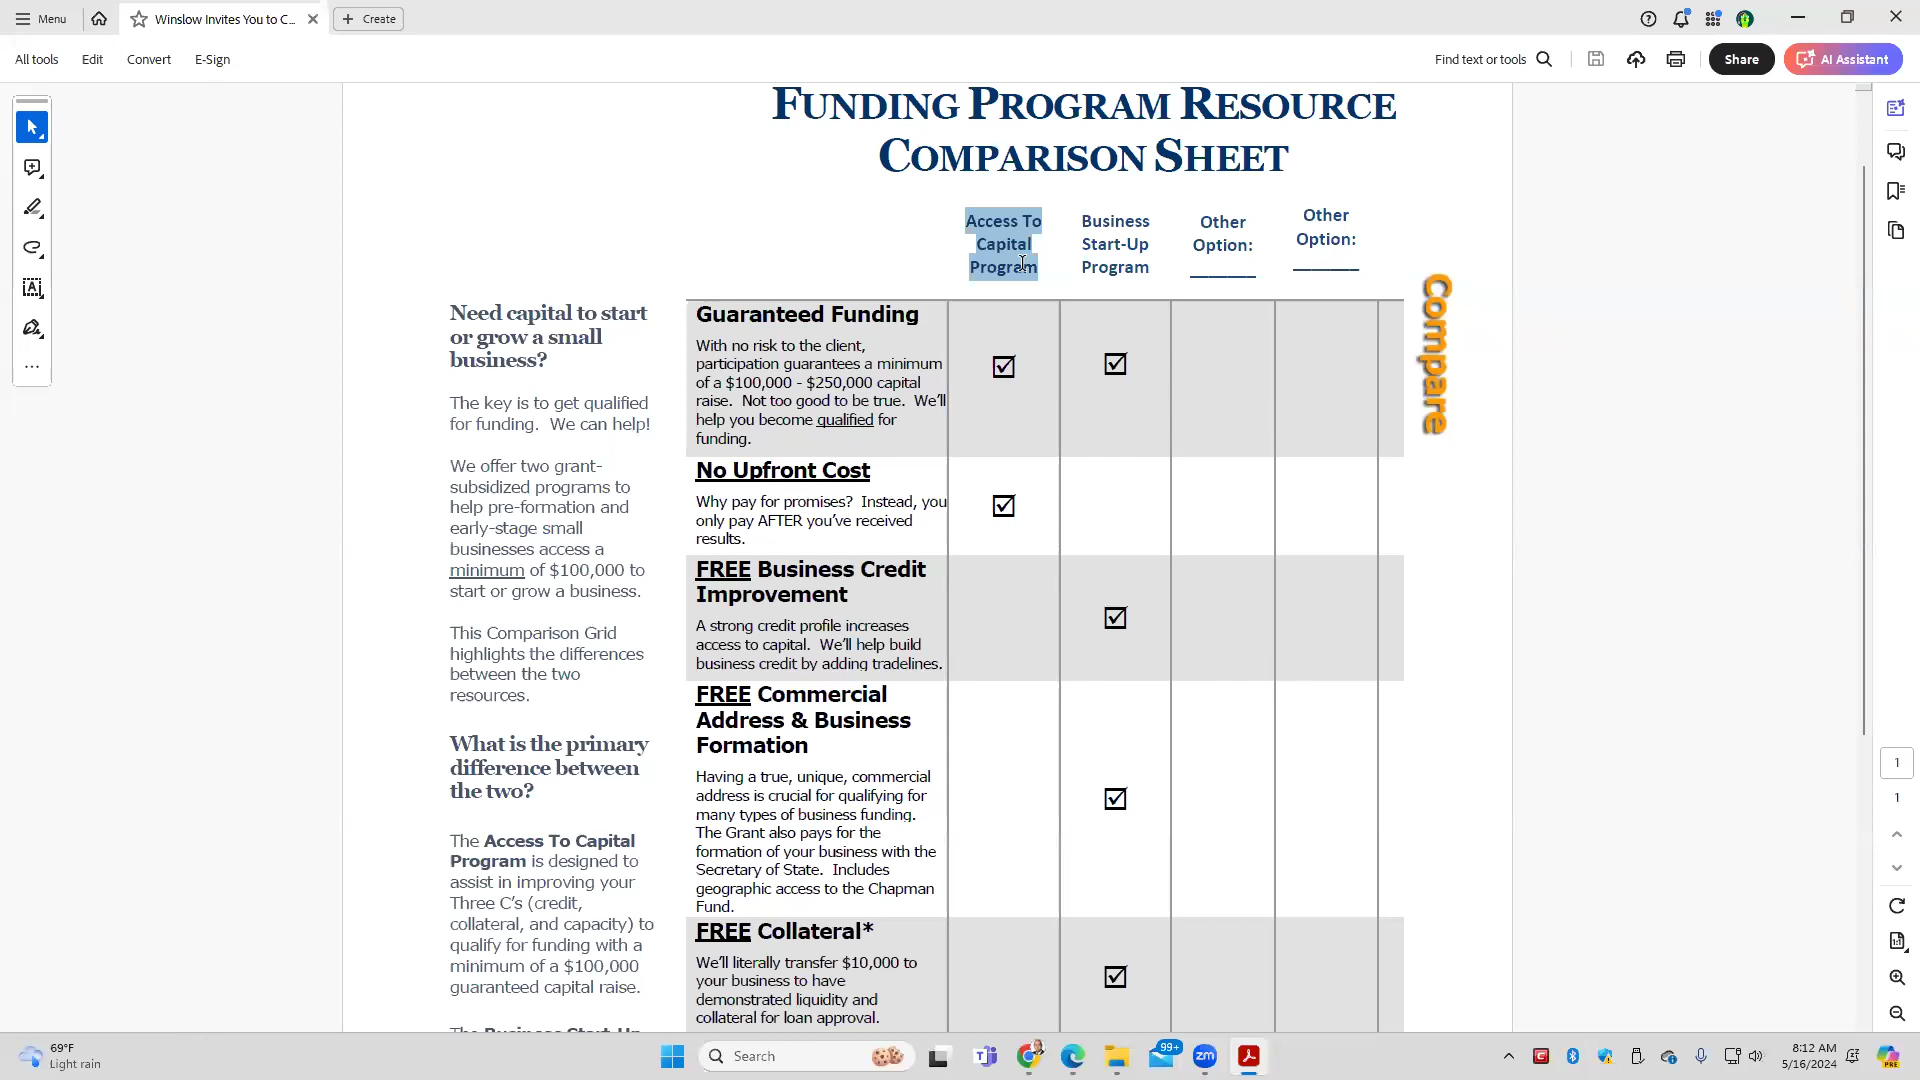 Menu
Winslow Invites You to C...
Create
All tools
Edit
Convert
E-Sign
Find text or tools
Share
AI Assistant
FUNDING PROGRAM RESOURCE
COMPARISON SHEET
Access To
Capital
Program
Business
Start-Up
Program
Other
Option:
________
Other
Option:
________
Compare
Need capital to start
or grow a small
business?
The key is to get qualified
for funding. We can help!
We offer two grant-
subsidized programs to
help pre-formation and
early-stage small
businesses access a
minimum of $100,000 to
start or grow a business.
This Comparison Grid
highlights the differences
between the two
resources.
What is the primary
difference between
the two?
The Access To Capital
Program is designed to
assist in improving your
Three C's (credit,
collateral, and capacity) to
qualify for funding with a
minimum of a $100,000
guaranteed capital raise.
The Business Start-Up
Guaranteed Funding
With no risk to the client,
participation guarantees a minimum
of a $100,000 - $250,000 capital
raise. Not too good to be true. We'll
help you become qualified for
funding.
No Upfront Cost
Why pay for promises? Instead, you
only pay AFTER you've received
results.
FREE Business Credit
Improvement
A strong credit profile increases
access to capital. We'll help build
business credit by adding tradelines.
FREE Commercial
Address & Business
Formation
Having a true, unique, commercial
address is crucial for qualifying for
many types of business funding.
The Grant also pays for the
formation of your business with the
Secretary of State. Includes
geographic access to the Chapman
Fund.
FREE Collateral*
We'll literally transfer $10,000 to
your business to have
demonstrated liquidity and
collateral for loan approval.
1
1
69°F
Light rain
Search
99+
zm
8:12 AM
5/16/2024
PRE